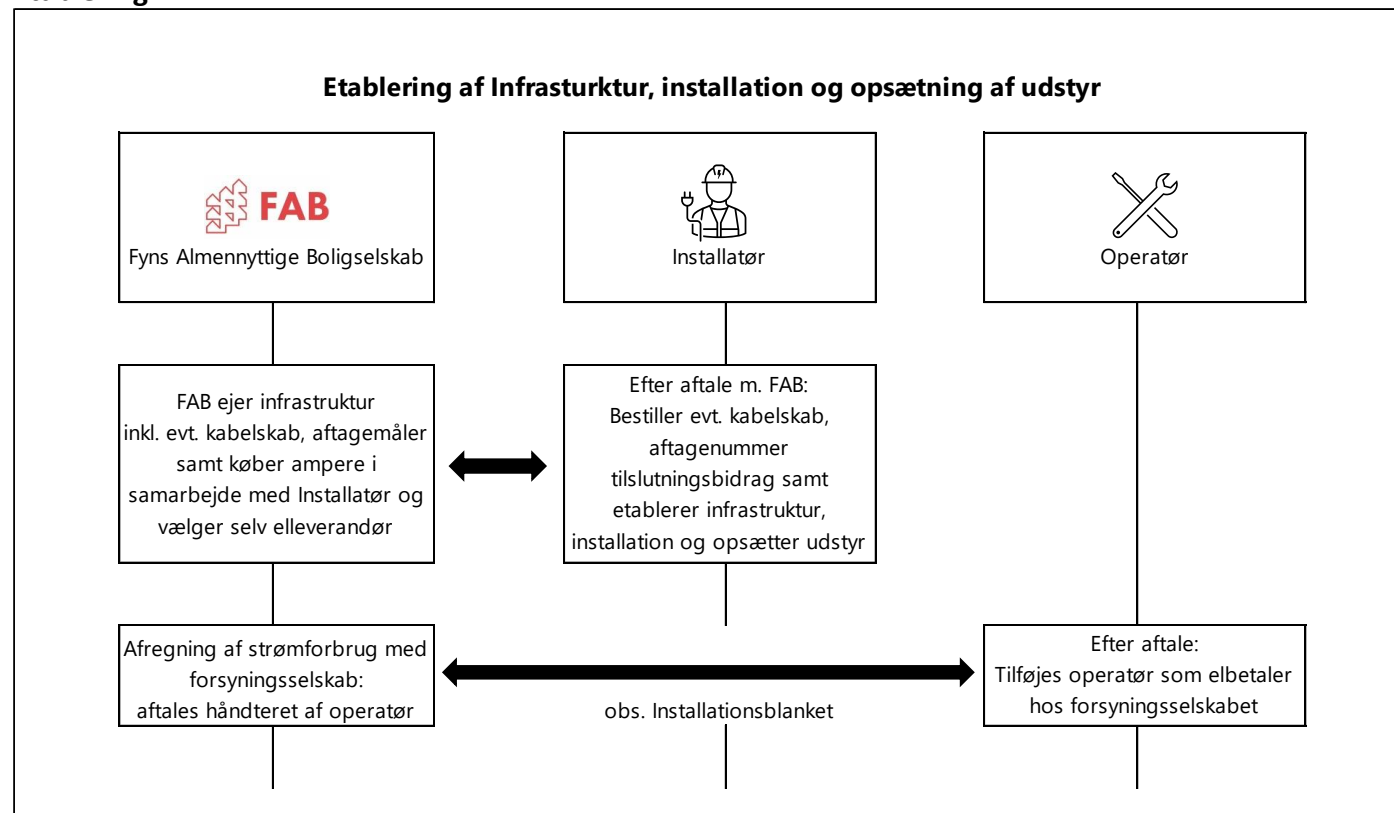 Etablering af Infrasturktur, installation og opsætning af udstyr
FAB
Fyns Almennyttige Boligselskab
Installatør
Operatør
FAB ejer infrastruktur
inkl. evt. kabelskab, aftagemåler
samt køber ampere i
samarbejde med Installatør og
vælger selv elleverandør
Efter aftale m. FAB:
Bestiller evt. kabelskab,
aftagenummer
tilslutningsbidrag samt
etablerer infrastruktur,
installation og opsætter udstyr
Afregning af strømforbrug med
forsyningsselskab:
aftales håndteret af operatør
obs. Installationsblanket
Efter aftale:
Tilføjes operatør som elbetaler
hos forsyningsselskabet